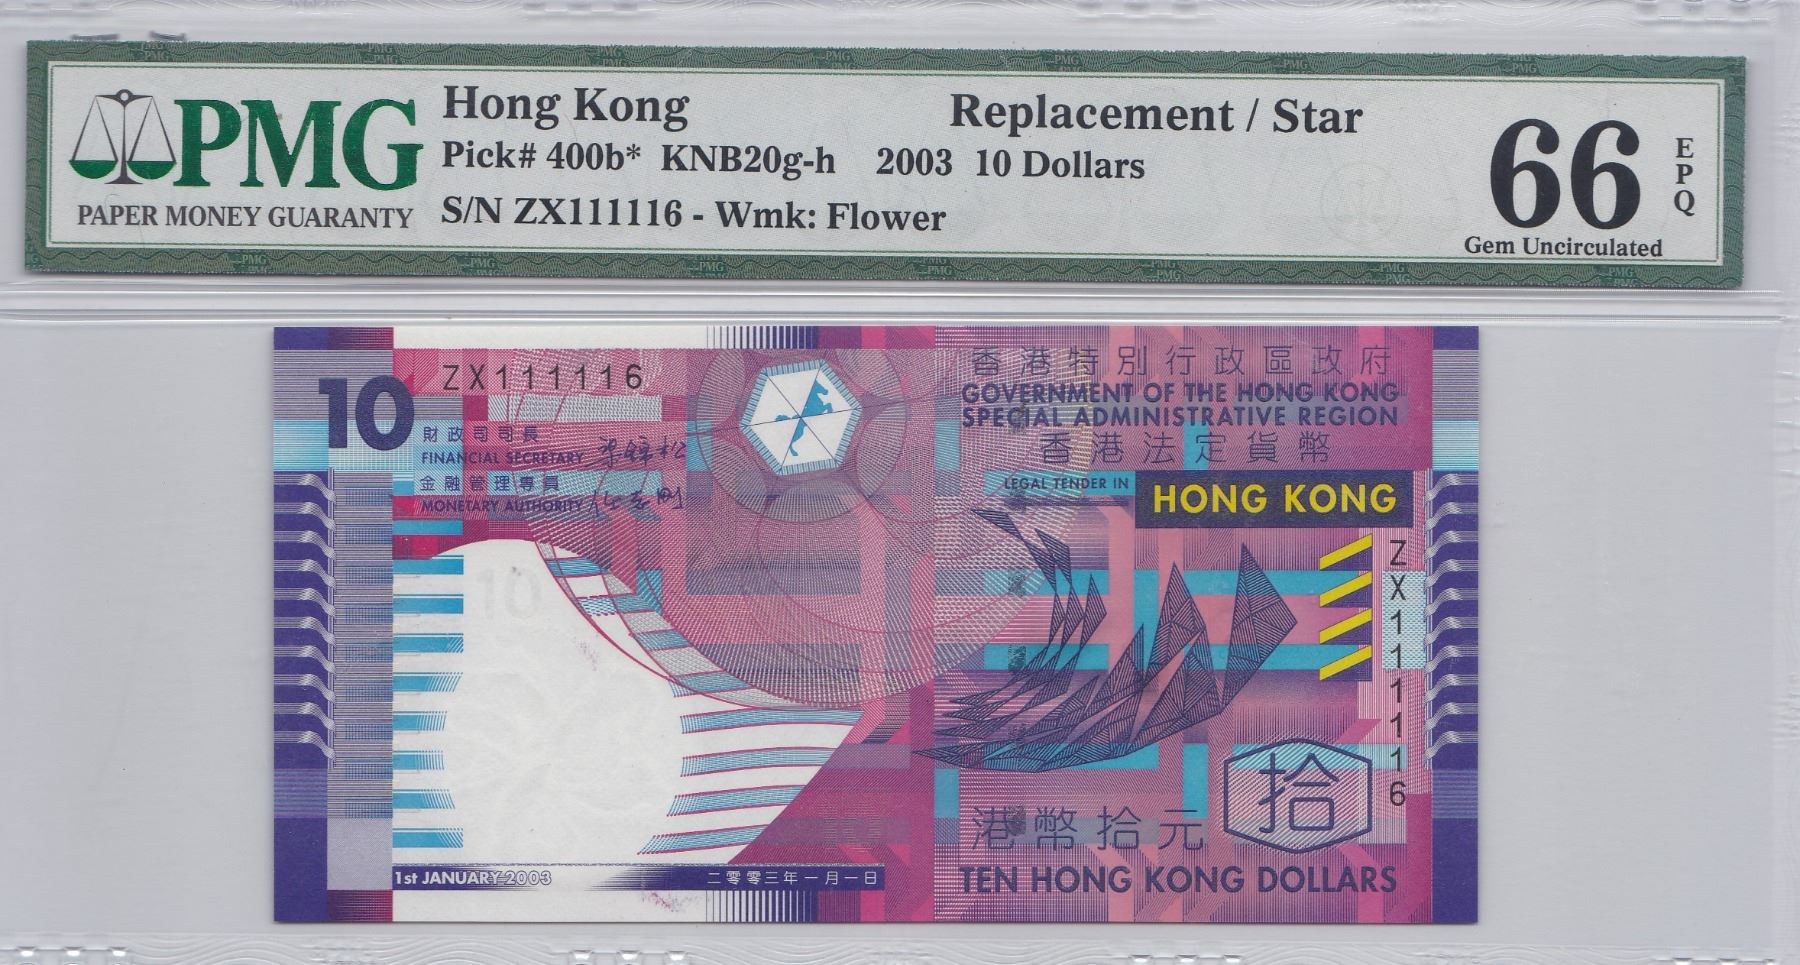 PMG
PAPER MONEY GUARANTY
Hong Kong
Replacement / Star
Pick# 400b* KNB20g-h 2003 10 Dollars
S/N ZX111116 - Wmk: Flower
66
EPQ
Gem Uncirculated
10
ZX111116
財政司司長
FINANCIAL SECRETARY
金融管理專員
MONETARY AUTHORITY
香港特別行政區政府
GOVERNMENT OF THE HONG KONG
SPECIAL ADMINISTRATIVE REGION
香港法定貨幣
LEGAL TENDER IN
HONG KONG
ZX111116
10
拾
港幣拾元
TEN HONG KONG DOLLARS
1st JANUARY 2003
二零零三年一月一日